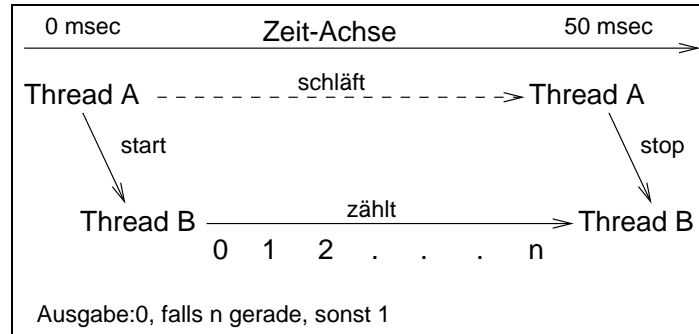 0 msec Zeit-Achse 50 msec
Thread A schläft Thread A
start stop
Thread B zählt Thread B
0 1 2 . . . n
Ausgabe:0, falls n gerade, sonst 1